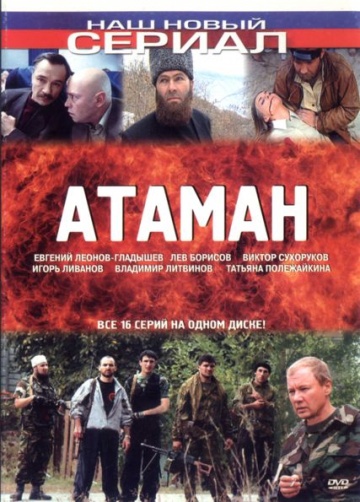 НАШ НОВЫЙ
СЕРИАЛ
АТАМАН
ЕВГЕНИЙ ЛЕОНОВ-ГЛАДЫШЕВ ЛЕВ БОРИСОВ ВИКТОР СУХОРУКОВ
ИГОРЬ ЛИВАНОВ ВЛАДИМИР ЛИТВИНОВ ТАТЬЯНА ПОЛЕЖАЙКИНА
ВСЕ 16 СЕРИЙ НА ОДНОМ ДИСКЕ!
DVD